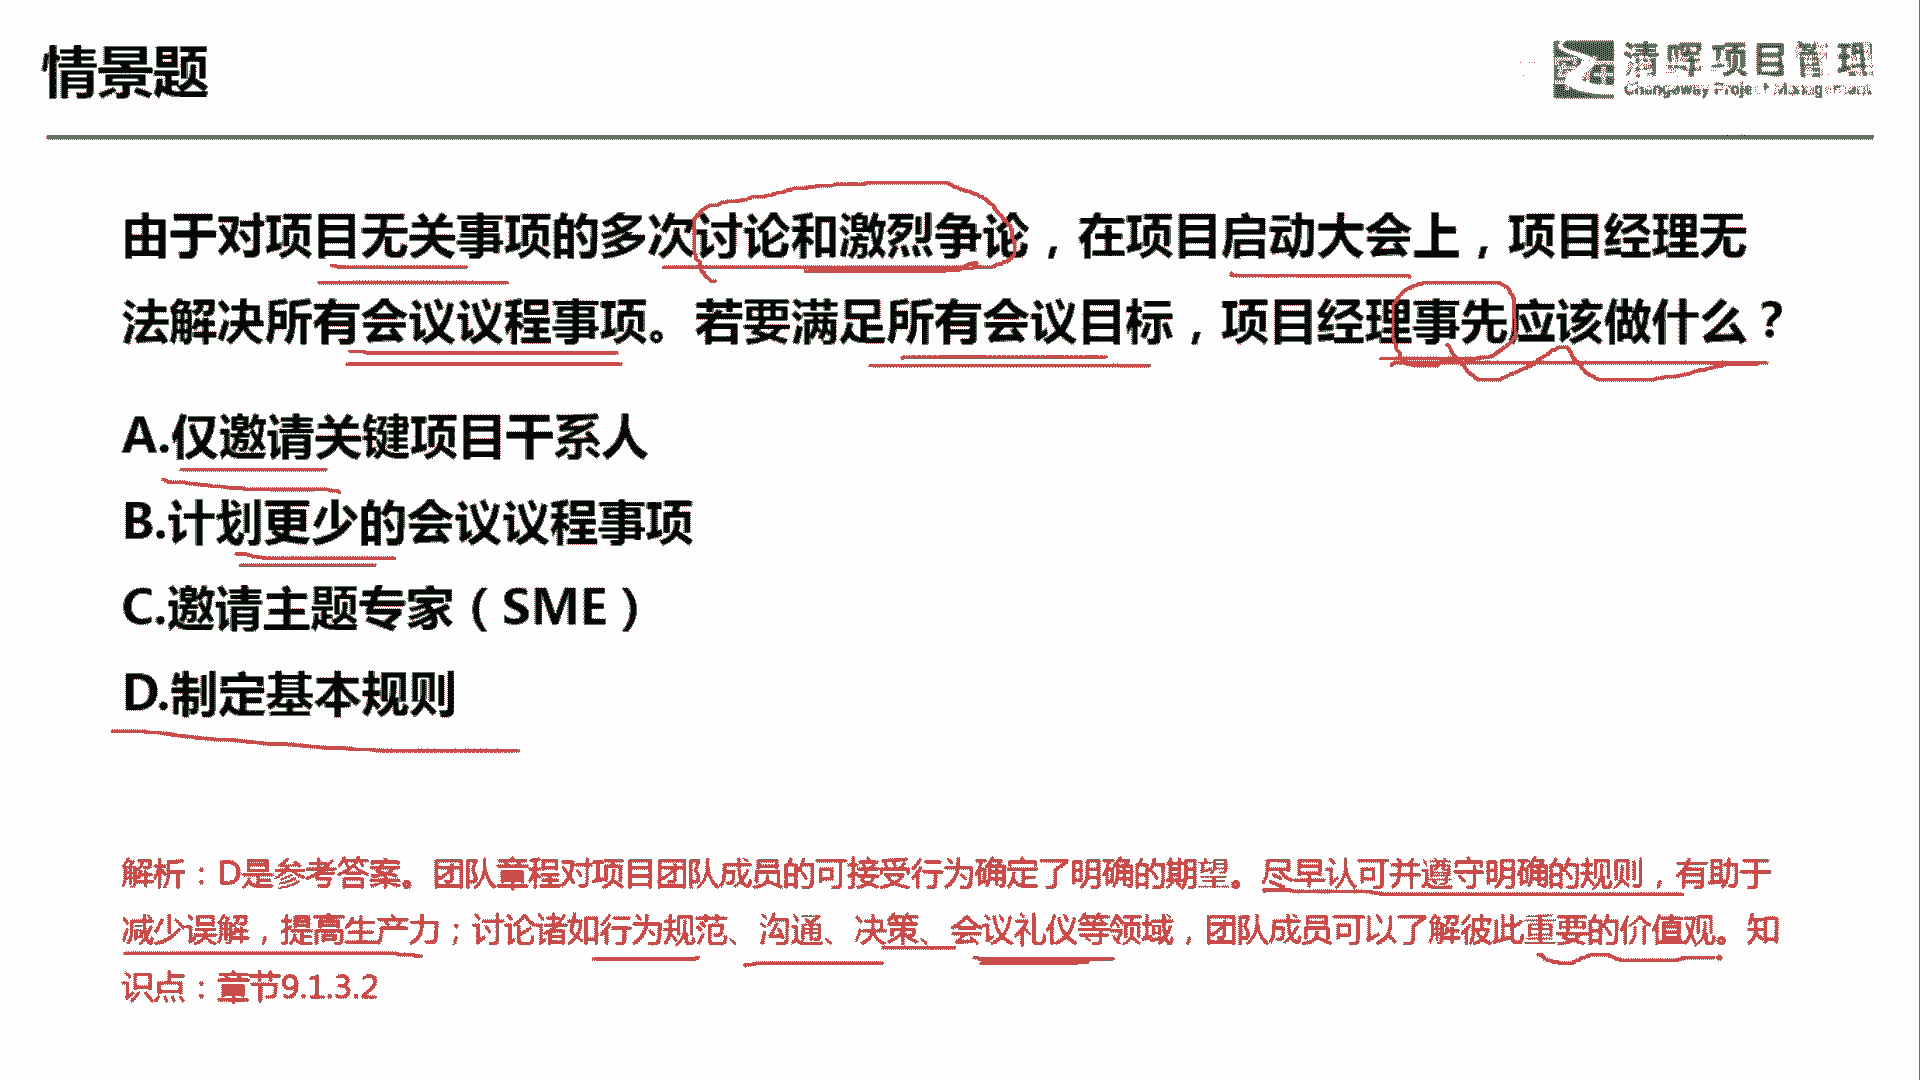 情景题
清晖项目管理
Changeway Project Management
由于对项目无关事项的多次讨论和激烈争论，在项目启动大会上，项目经理无
法解决所有会议议程事项。若要满足所有会议目标，项目经理事先应该做什么？
A.仅邀请关键项目干系人
B.计划更少的会议议程事项
C.邀请主题专家（SME）
D.制定基本规则
解析：D是参考答案。团队章程对项目团队成员的可接受行为确定了明确的期望。尽早认可并遵守明确的规则，有助于
减少误解，提高生产力；讨论诸如行为规范、沟通、决策、会议礼仪等领域，团队成员可以了解彼此重要的价值观。知
识点：章节9.1.3.2